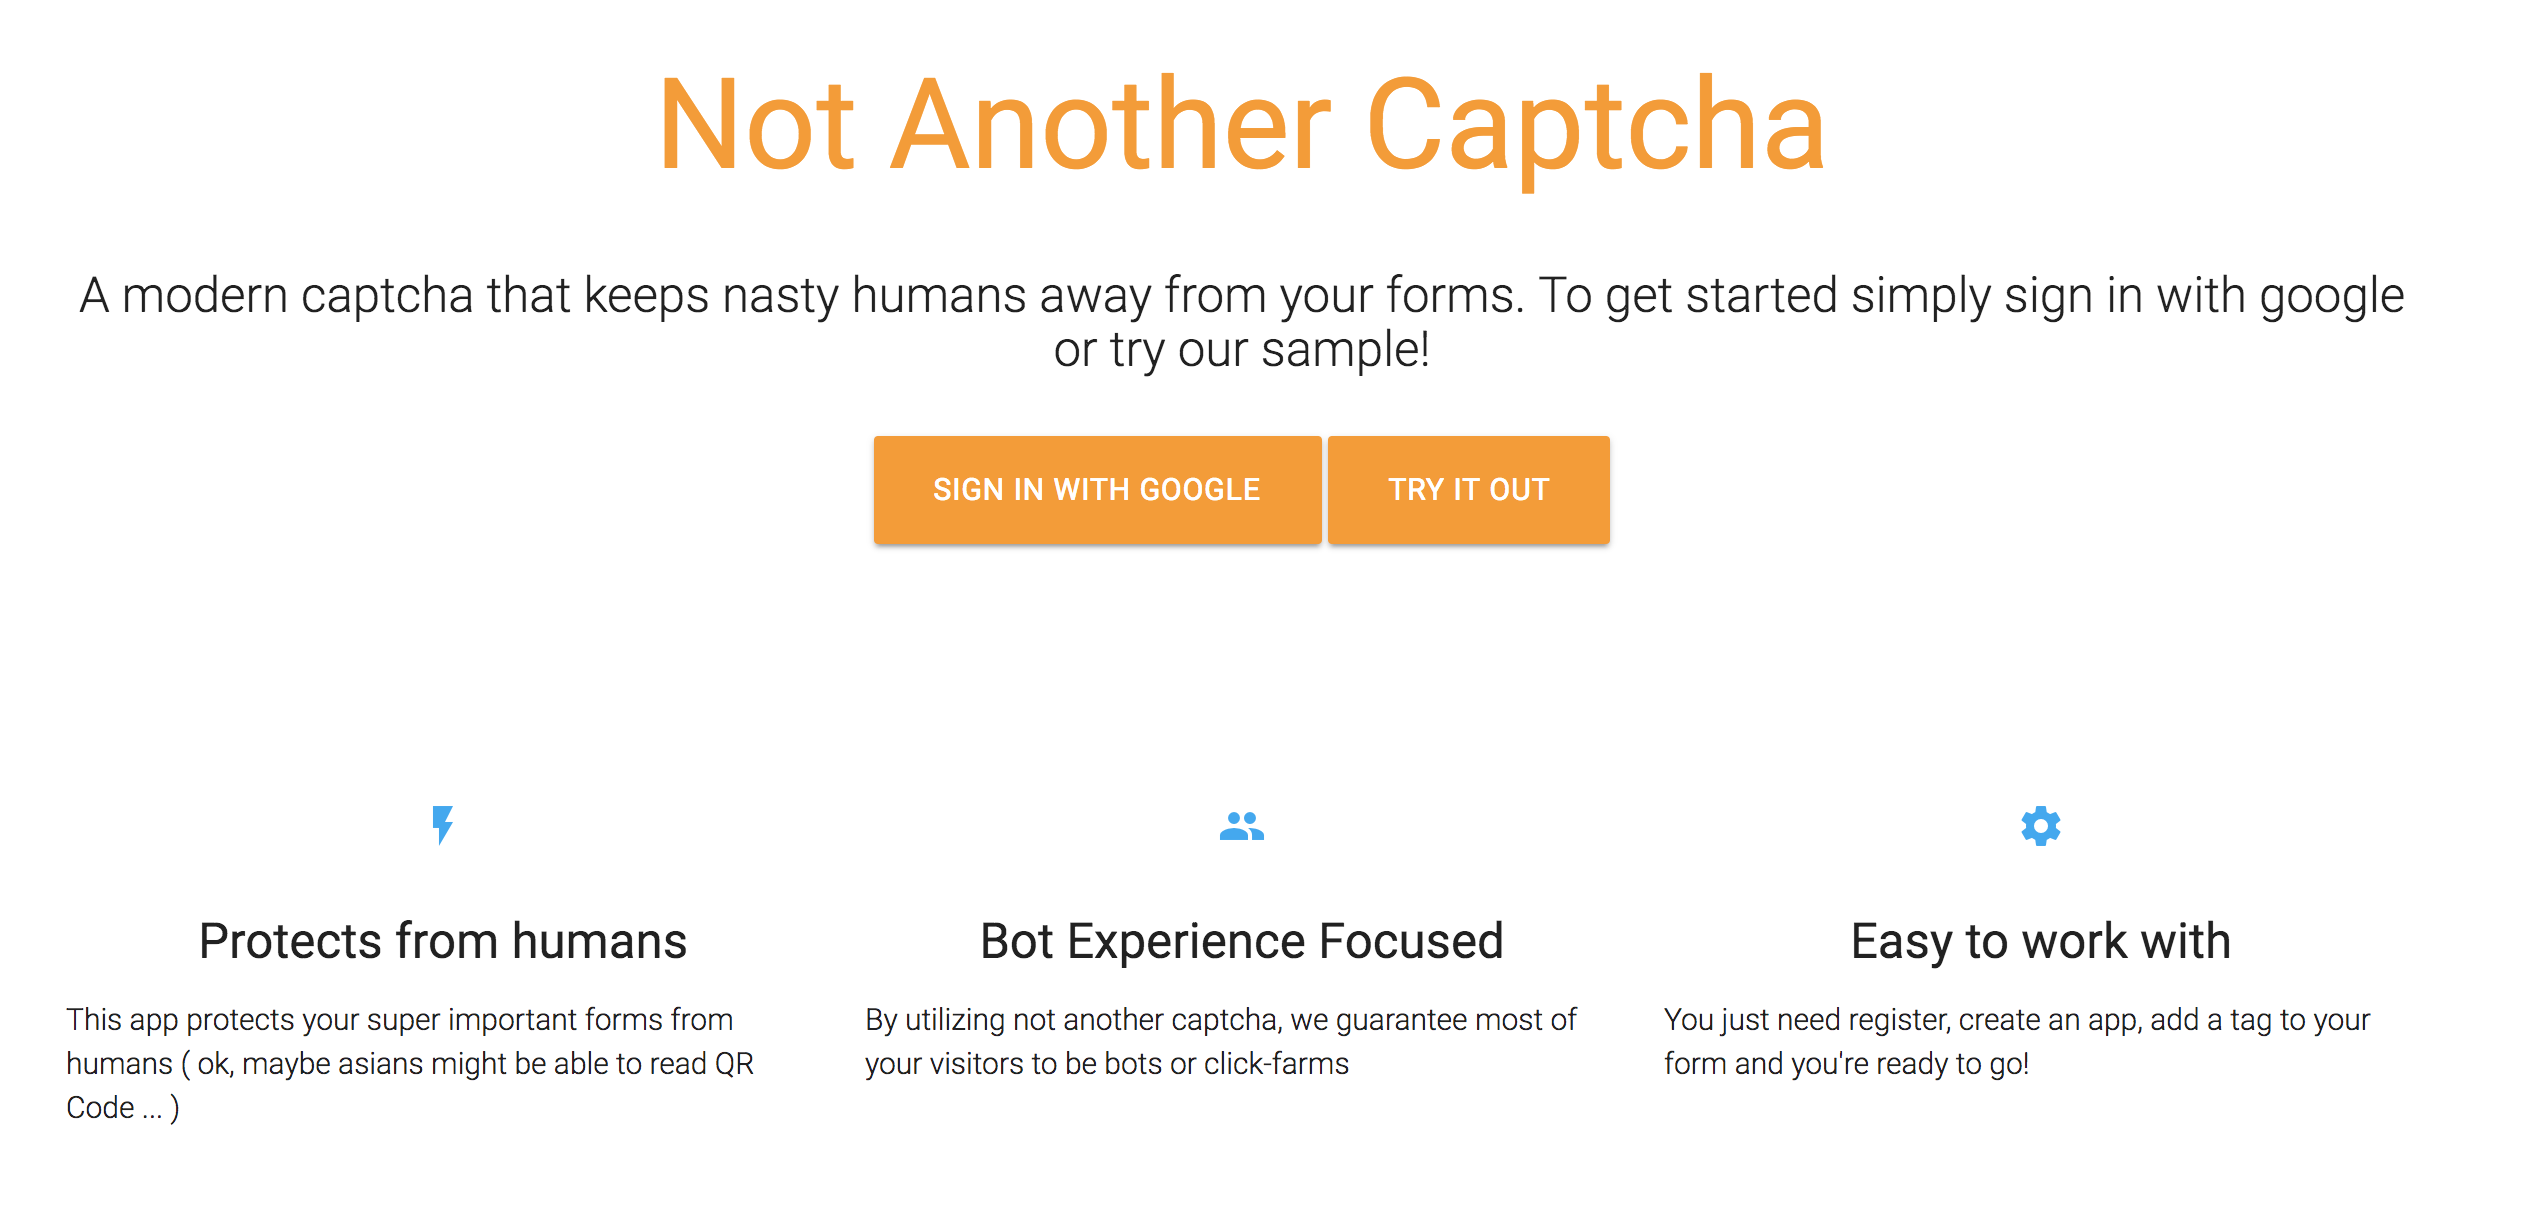 Not Another Captcha
A modern captcha that keeps nasty humans away from your forms. To get started simply sign in with google
or try our sample!
SIGN IN WITH GOOGLE
TRY IT OUT
Protects from humans
This app protects your super important forms from
humans ( ok, maybe asians might be able to read QR
Code ... )
Bot Experience Focused
By utilizing not another captcha, we guarantee most of
your visitors to be bots or click-farms
Easy to work with
You just need register, create an app, add a tag to your
form and you're ready to go!